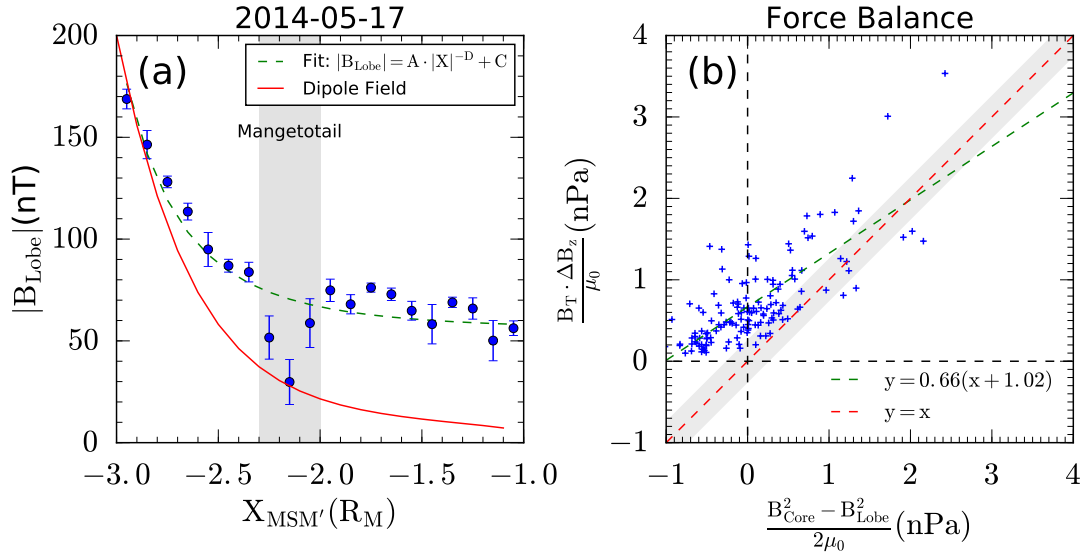 2014-05-17
(a)
Fit: |B_Lobe| = A · |X|^−D + C
Dipole Field
Mangetotail
|B_Lobe|(nT)
200
150
100
50
0
−3.0 −2.5 −2.0 −1.5 −1.0
X_MSM′(R_M)
Force Balance
(b)
B_T · ΔB_z / μ_0 (nPa)
4
3
2
1
0
−1
y = 0.66(x + 1.02)
y = x
−1 0 1 2 3 4
B²_Core − B²_Lobe / 2μ_0 (nPa)